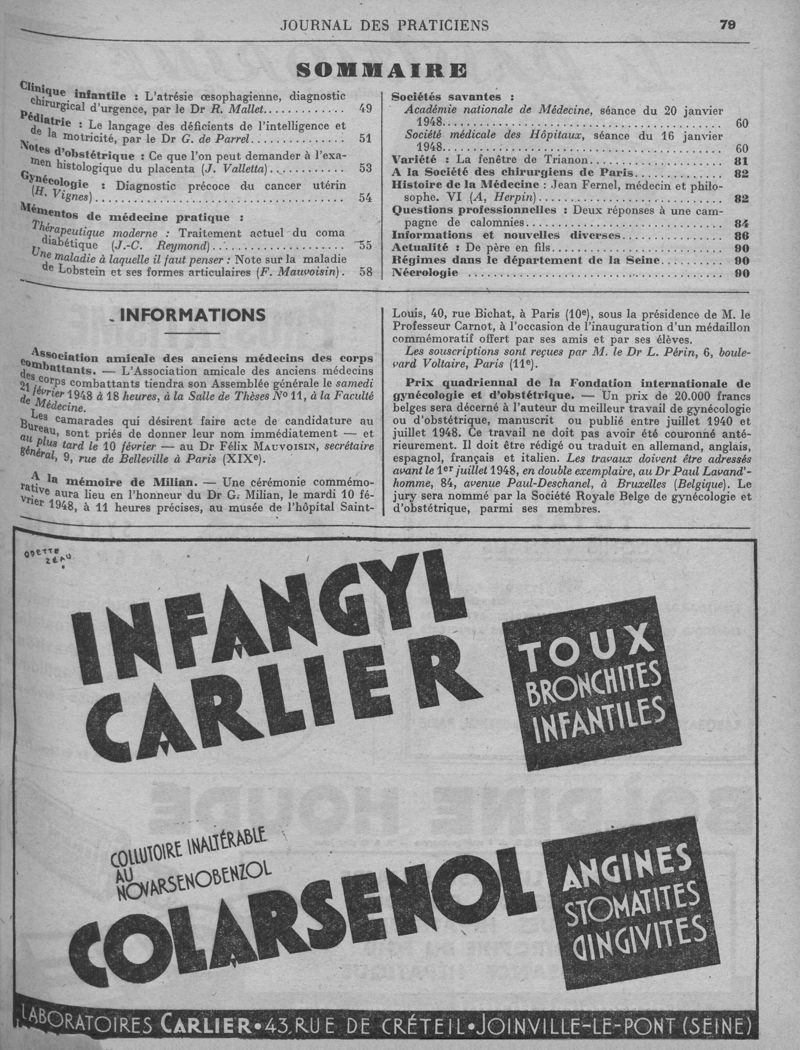 JOURNAL DES PRATICIENS
79
SOMMAIRE
Clinique infantile : L'atrésie œsophagienne, diagnostic
chirurgical d'urgence, par le Dr R. Mallet............. 49
Pédiatrie : Le langage des déficients de l'intelligence et
de la motricité, par le Dr G. de Parrel............. 51
Notes d'obstétrique : Ce que l'on peut demander à l'exa-
men histologique du placenta (J. Valletta)............. 53
Gynécologie : Diagnostic précoce du cancer utérin
(H. Vignes)............. 54
Mémentos de médecine pratique :
Thérapeutique moderne : Traitement actuel du coma
diabétique (J.-C. Reymond)............. 55
Une maladie à laquelle il faut penser : Note sur la maladie
de Lobstein et ses formes articulaires (F. Mauvoisin). 58
Sociétés savantes :
Académie nationale de Médecine, séance du 20 janvier
1948............. 60
Société médicale des Hôpitaux, séance du 16 janvier
1948............. 60
Variété : La fenêtre de Trianon............. 81
A la Société des chirurgiens de Paris............. 82
Histoire de la Médecine : Jean Fernel, médecin et philo-
sophe. VI (A, Herpin)............. 82
Questions professionnelles : Deux réponses à une cam-
pagne de calomnies............. 84
Informations et nouvelles diverses............. 86
Actualité : De père en fils............. 90
Régimes dans le département de la Seine.......... 90
Nécrologie ............. 90
INFORMATIONS
Association amicale des anciens médecins des corps
combattants. — L'Association amicale des anciens médecins
des corps combattants tiendra son Assemblée générale le samedi
21 février 1948 à 18 heures, à la Salle de Thèses N° 11, à la Faculté
de Médecine.
Les camarades qui désirent faire acte de candidature au
Bureau, sont priés de donner leur nom immédiatement — et
au plus tard le 10 février — au Dr Félix MAUVOISIN, secrétaire
général, 9, rue de Belleville à Paris (XIXe).
A la mémoire de Milian. — Une cérémonie commémo-
rative aura lieu en l'honneur du Dr G. Milian, le mardi 10 fé-
vrier 1948, à 11 heures précises, au musée de l'hôpital Saint-
Louis, 40, rue Bichat, à Paris (10e), sous la présidence de M. le
Professeur Carnot, à l'occasion de l'inauguration d'un médaillon
commémoratif offert par ses amis et par ses élèves.
Les souscriptions sont reçues par M. le Dr L. Périn, 6, boule-
vard Voltaire, Paris (11e).
Prix quadriennal de la Fondation internationale de
gynécologie et d'obstétrique. — Un prix de 20.000 francs
belges sera décerné à l'auteur du meilleur travail de gynécologie
ou d'obstétrique, manuscrit ou publié entre juillet 1940 et
juillet 1948. Ce travail ne doit pas avoir été couronné anté-
rieurement. Il doit être rédigé ou traduit en allemand, anglais,
espagnol, français et italien. Les travaux doivent être adressés
avant le 1er juillet 1948, en double exemplaire, au Dr Paul Lavand'-
homme, 84, avenue Paul-Deschanel, à Bruxelles (Belgique). Le
jury sera nommé par la Société Royale Belge de gynécologie et
d'obstétrique, parmi ses membres.
ODETTE
ZÉAU
INFANGYL
CARLIER
TOUX
BRONCHITES
INFANTILES
COLLUTOIRE INALTÉRABLE
AU
NOVARSENOBENZOL
COLARSENOL
ANGINES
STOMATITES
GINGIVITES
LABORATOIRES CARLIER•43, RUE DE CRÉTEIL•JOINVILLE-LE-PONT (SEINE)